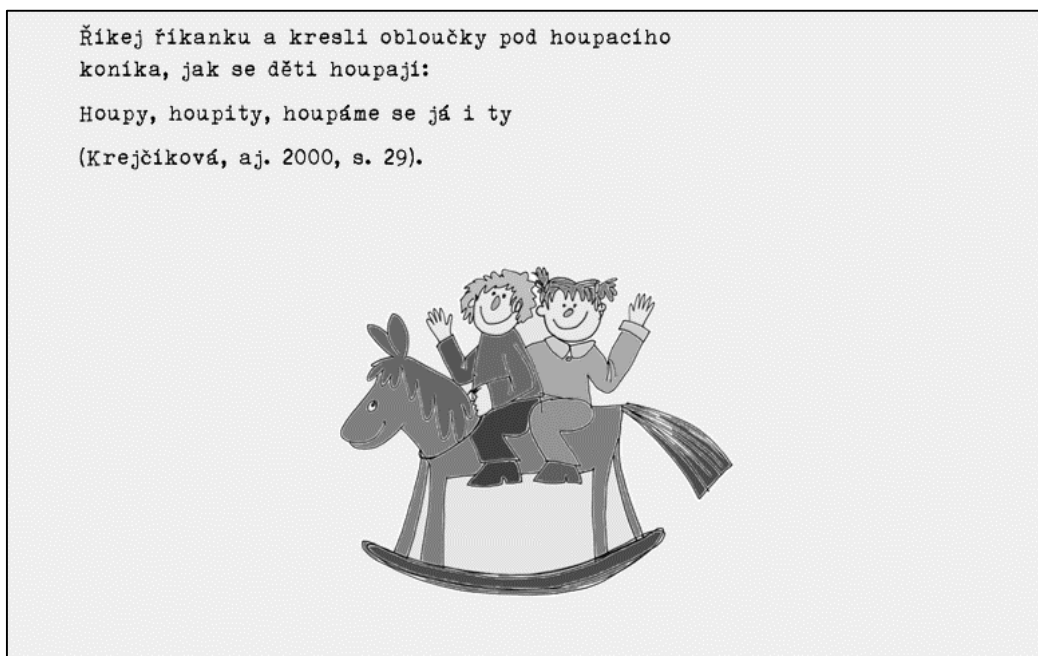 Říkej říkanku a kresli obloučky pod houpacího
koníka, jak se děti houpají:
Houpy, houpity, houpáme se já i ty
(Krejčíková, aj. 2000, s. 29).